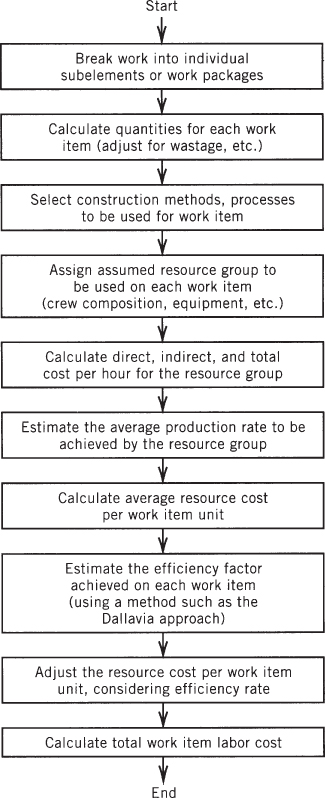 Start
Break work into individual
subelements or work packages
Calculate quantities for each work
item (adjust for wastage, etc.)
Select construction methods, processes
to be used for work item
Assign assumed resource group to
be used on each work item
(crew composition, equipment, etc.)
Calculate direct, indirect, and total
cost per hour for the resource group
Estimate the average production rate to be
achieved by the resource group
Calculate average resource cost
per work item unit
Estimate the efficiency factor
achieved on each work item
(using a method such as the
Dallavia approach)
Adjust the resource cost per work item
unit, considering efficiency rate
Calculate total work item labor cost
End